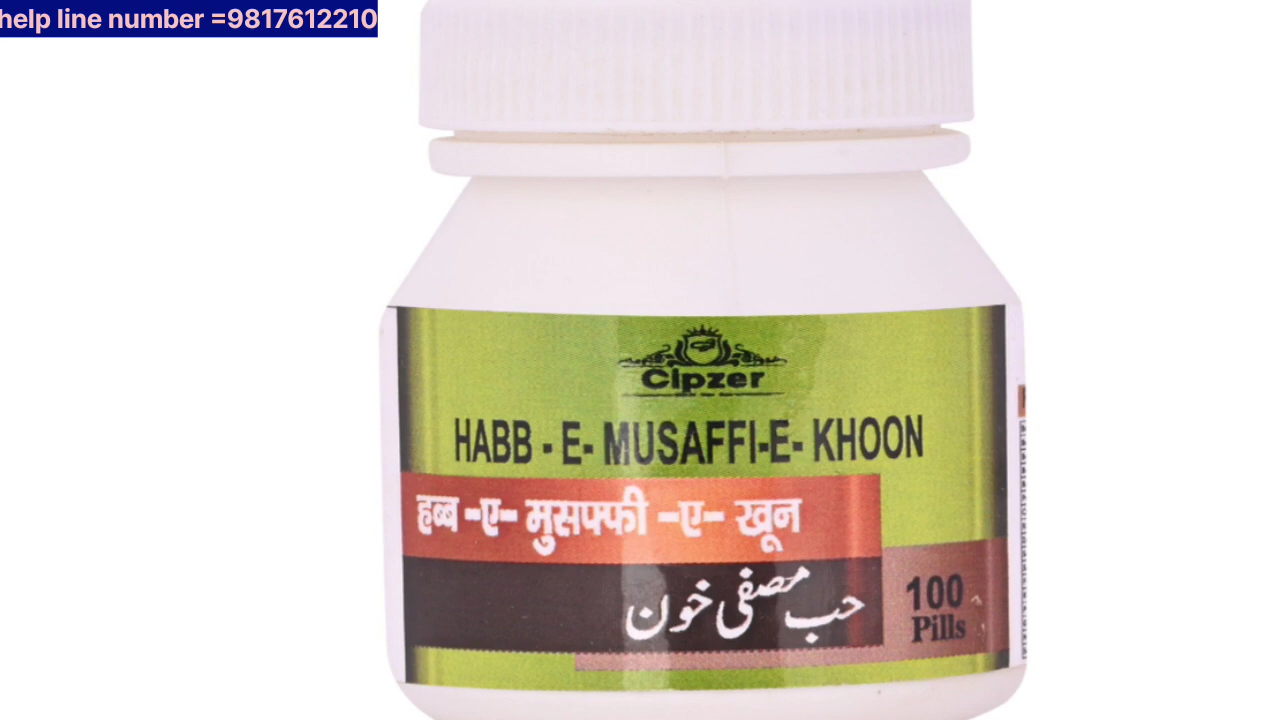 help line number =9817612210
Cipzer
HABB - E- MUSAFFI-E- KHOON
हब्ब -ए- मुसफ्फी -ए- खून
حب مصفی خون
100
Pills